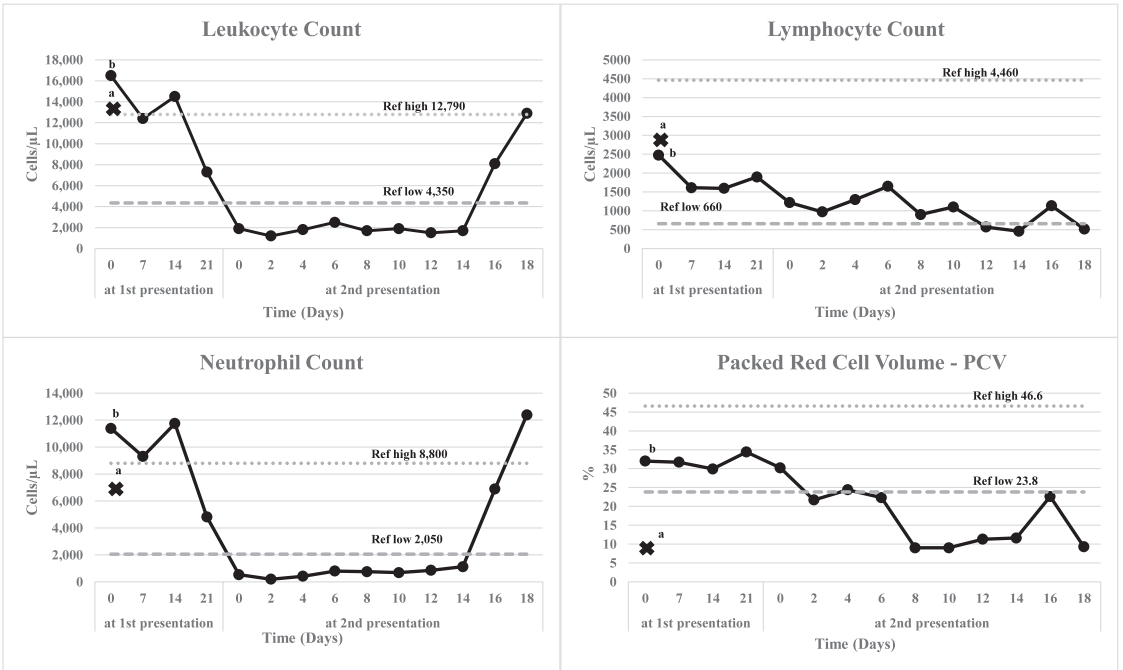 Leukocyte Count
18,000
16,000
14,000
12,000
10,000
8,000
6,000
4,000
2,000
0
Cells/µL
b
a
Ref high 12,790
Ref low 4,350
0 7 14 21 0 2 4 6 8 10 12 14 16 18
at 1st presentation at 2nd presentation
Time (Days)
Lymphocyte Count
5000
4500
4000
3500
3000
2500
2000
1500
1000
500
0
Cells/µL
Ref high 4,460
a
b
Ref low 660
0 7 14 21 0 2 4 6 8 10 12 14 16 18
at 1st presentation at 2nd presentation
Time (Days)
Neutrophil Count
14,000
12,000
10,000
8,000
6,000
4,000
2,000
0
Cells/µL
b
a
Ref high 8,800
Ref low 2,050
0 7 14 21 0 2 4 6 8 10 12 14 16 18
at 1st presentation at 2nd presentation
Time (Days)
Packed Red Cell Volume - PCV
50
45
40
35
30
25
20
15
10
5
0
%
Ref high 46.6
b
Ref low 23.8
a
0 7 14 21 0 2 4 6 8 10 12 14 16 18
at 1st presentation at 2nd presentation
Time (Days)